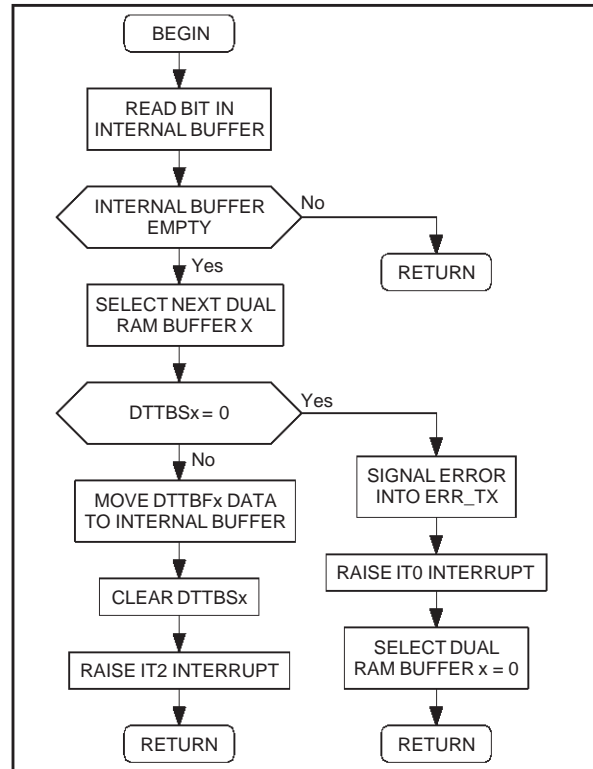 BEGIN
READ BIT IN
INTERNAL BUFFER
INTERNAL BUFFER
EMPTY
No
RETURN
Yes
SELECT NEXT DUAL
RAM BUFFER X
DTTBSx = 0
Yes
No
MOVE DTTBFx DATA
TO INTERNAL BUFFER
CLEAR DTTBSx
RAISE IT2 INTERRUPT
RETURN
SIGNAL ERROR
INTO ERR_TX
RAISE IT0 INTERRUPT
SELECT DUAL
RAM BUFFER x = 0
RETURN